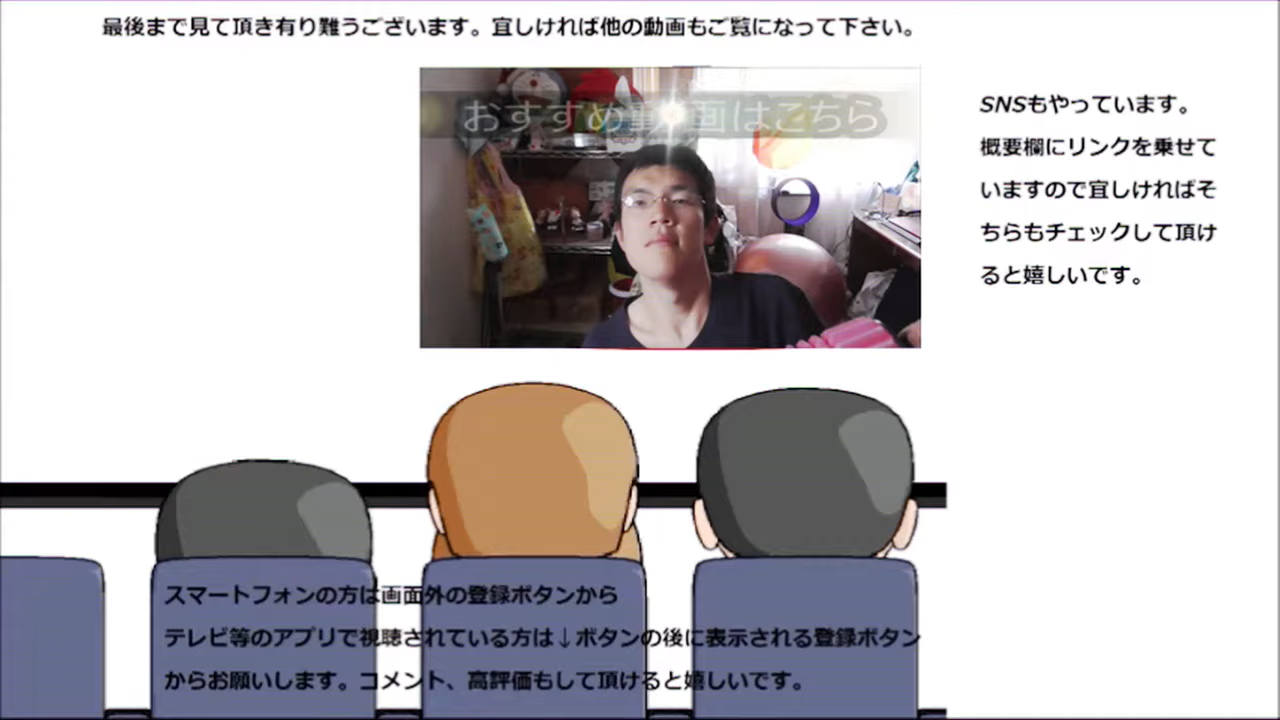 最後まで見て頂き有り難うございます。宜しければ他の動画もご覧になって下さい。
おすすめ動画はこちら
SNSもやっています。
概要欄にリンクを乗せて
いますので宜しければそ
ちらもチェックして頂け
ると嬉しいです。
スマートフォンの方は画面外の登録ボタンから
テレビ等のアプリで視聴されている方は↓ボタンの後に表示される登録ボタン
からお願いします。コメント、高評価もして頂けると嬉しいです。